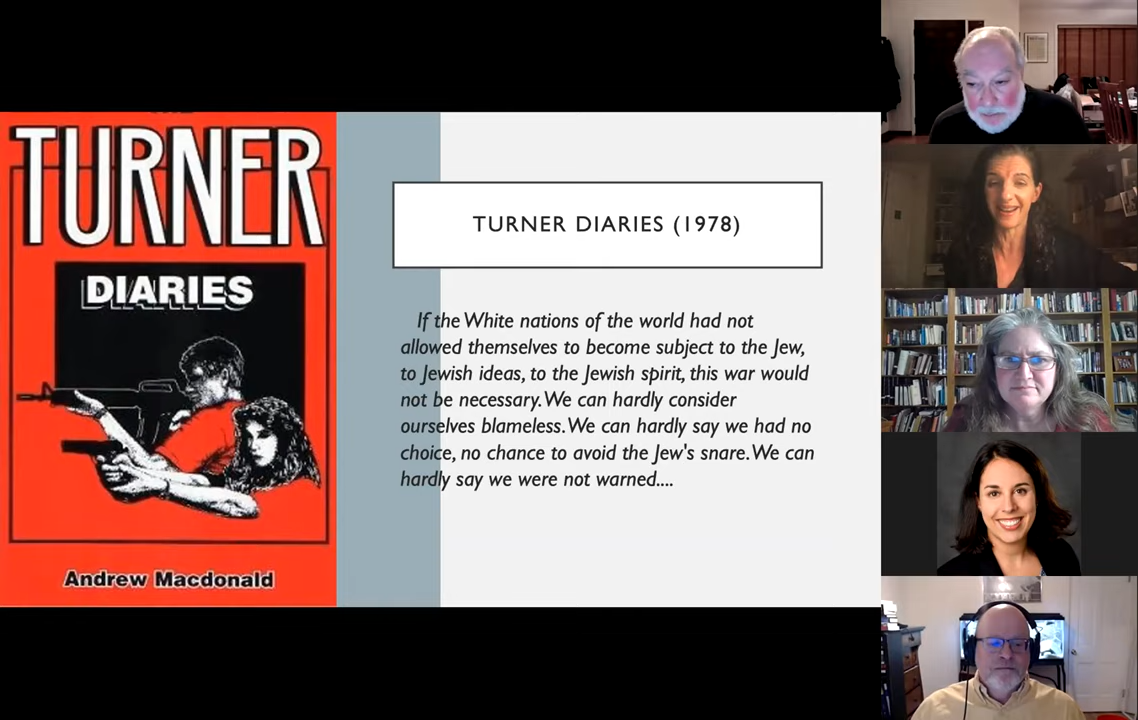 TURNER
DIARIES
Andrew Macdonald
TURNER DIARIES (1978)
If the White nations of the world had not
allowed themselves to become subject to the Jew,
to Jewish ideas, to the Jewish spirit, this war would
not be necessary. We can hardly consider
ourselves blameless. We can hardly say we had no
choice, no chance to avoid the Jew's snare. We can
hardly say we were not warned....